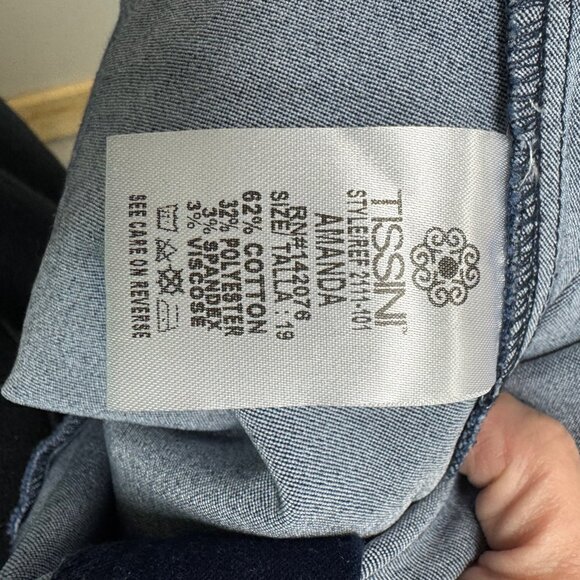 TISSINI
STYLE/REF 2111-101
AMANDA
RN#142076
SIZE/TALLA : 19
62% COTTON
32% POLYESTER
3% SPANDEX
3% VISCOSE
SEE CARE ON REVERSE